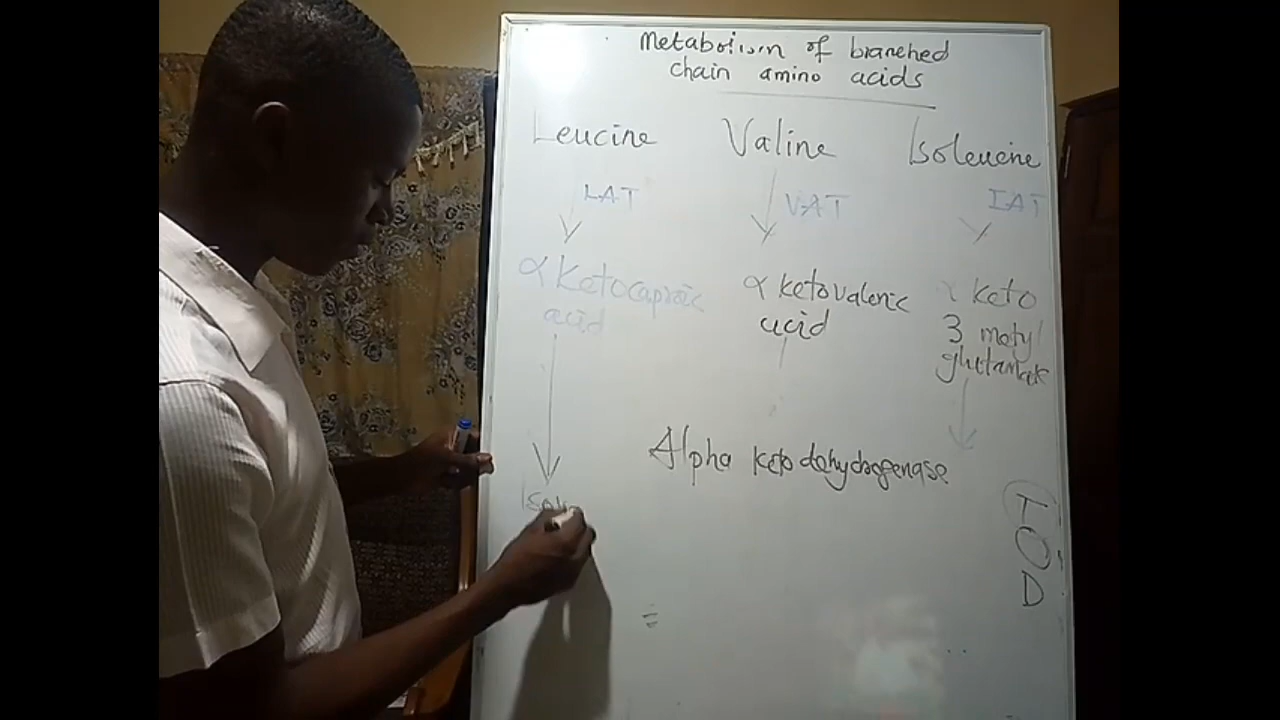 Metabolism of branched
chain amino acids
Leucine Valine Isoleucine
LAT VAT IAT
α ketocaproic α ketovaleric α keto
acid acid 3 metyl
glutamate
Alpha keto dehydrogenase
T
O
D